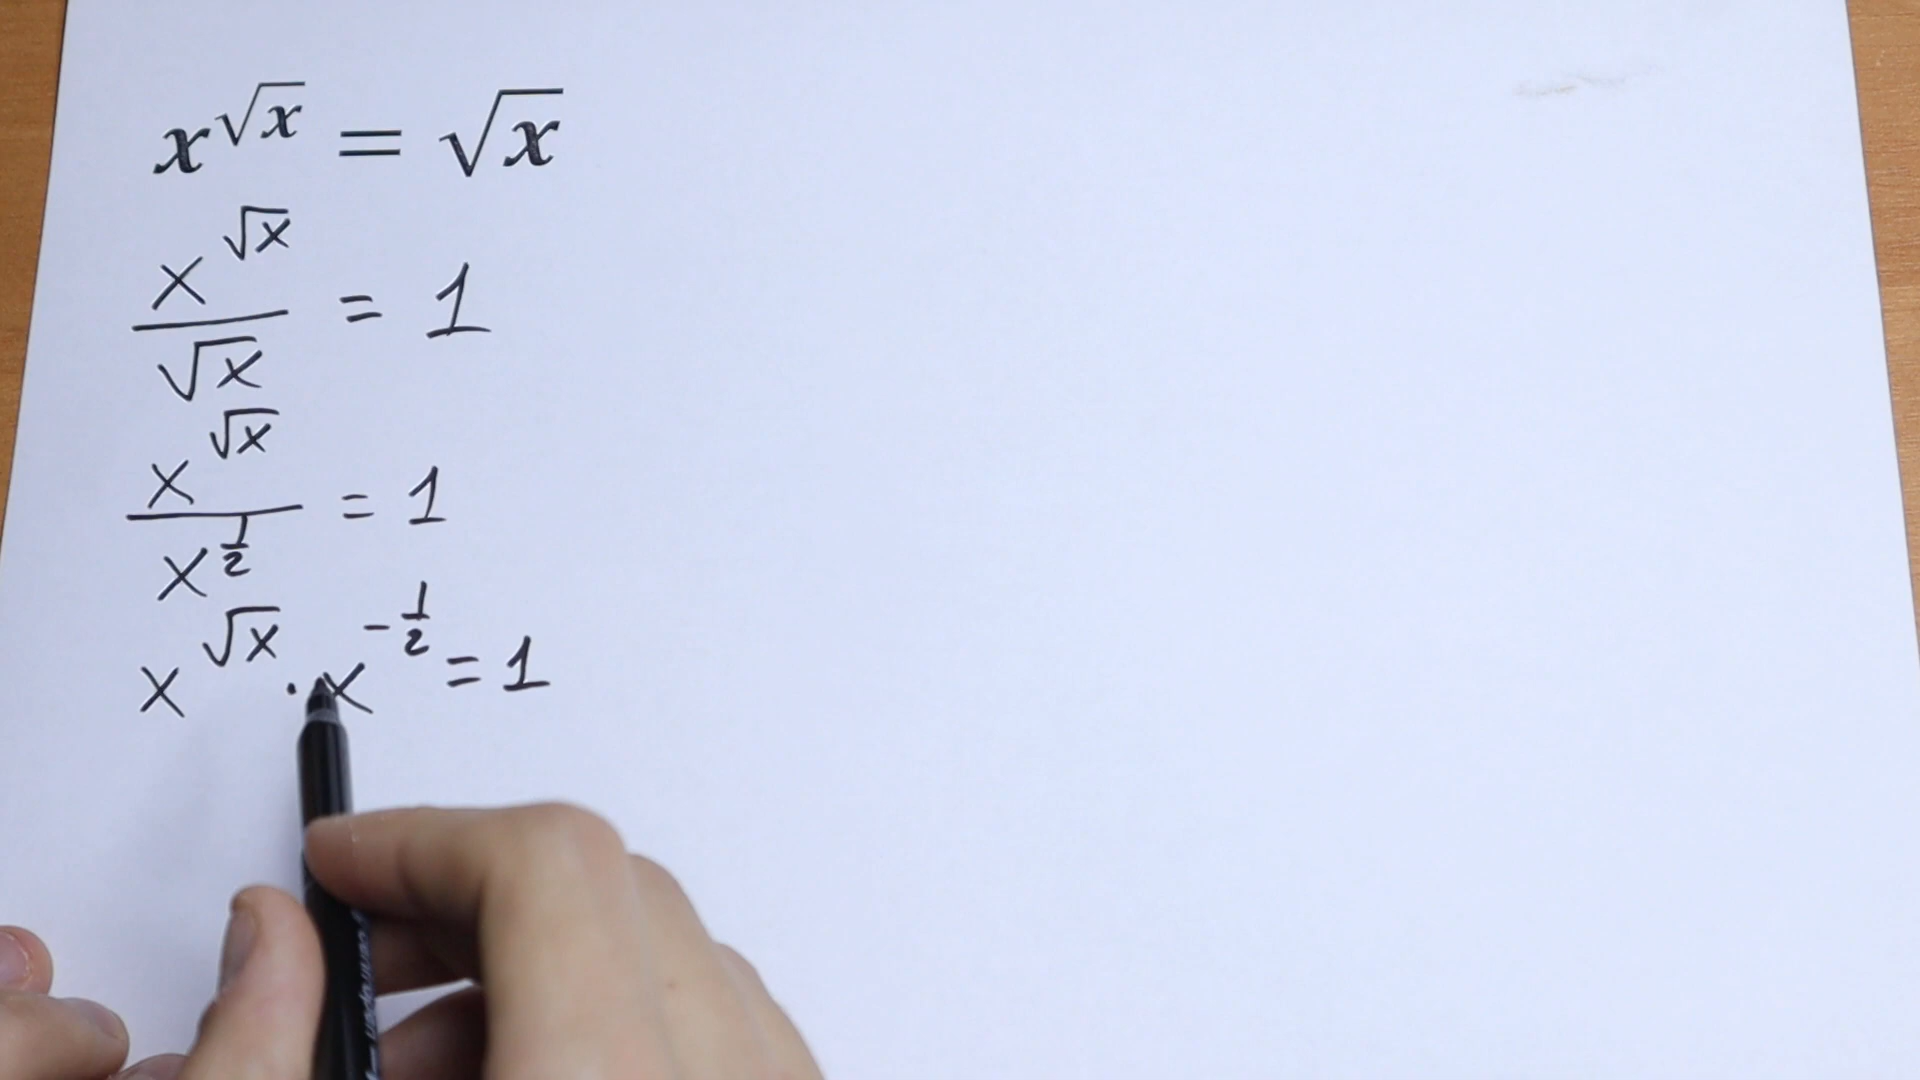 x^√x = √x
x^√x / √x = 1
x^√x / x^(1/2) = 1
x^√x · x^(-1/2) = 1